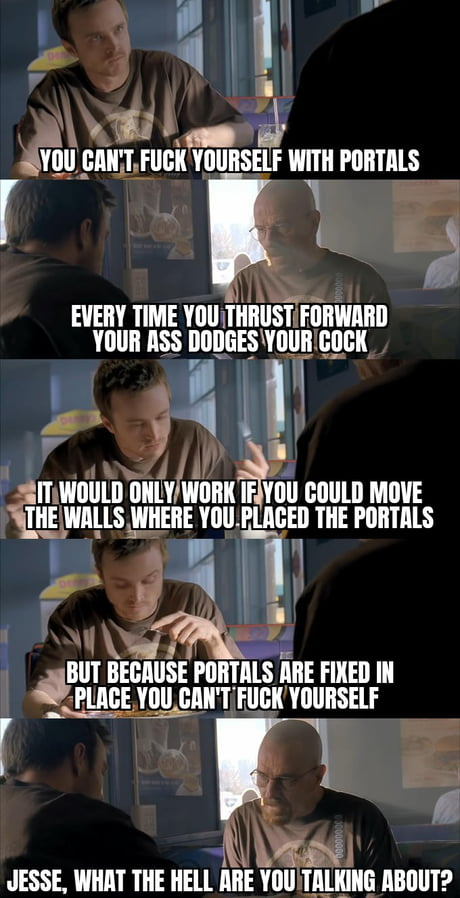 YOU CAN'T FUCK YOURSELF WITH PORTALS
EVERY TIME YOU THRUST FORWARD
YOUR ASS DODGES YOUR COCK
IT WOULD ONLY WORK IF YOU COULD MOVE
THE WALLS WHERE YOU PLACED THE PORTALS
BUT BECAUSE PORTALS ARE FIXED IN
PLACE YOU CAN'T FUCK YOURSELF
JESSE, WHAT THE HELL ARE YOU TALKING ABOUT?